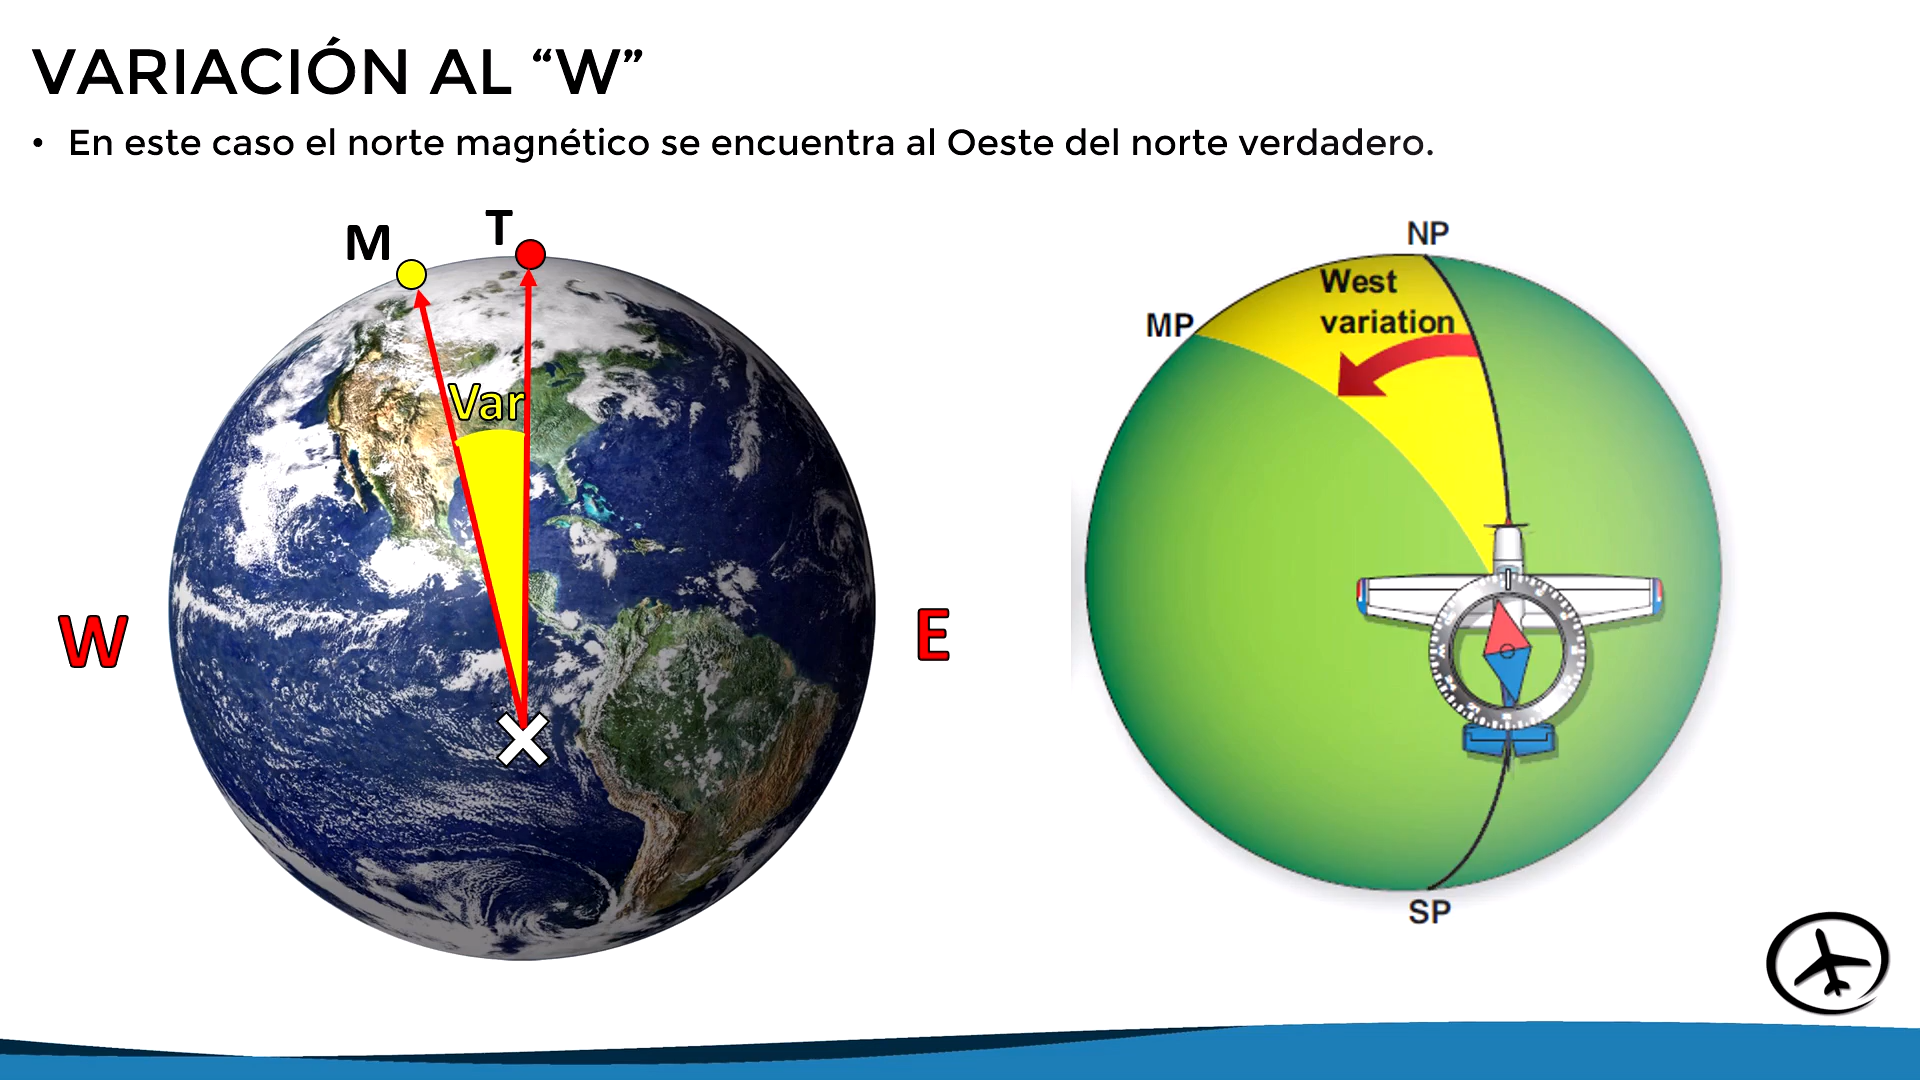 VARIACIÓN AL “W”
• En este caso el norte magnético se encuentra al Oeste del norte verdadero.
M
T
Var
W
E
NP
West
variation
MP
SP